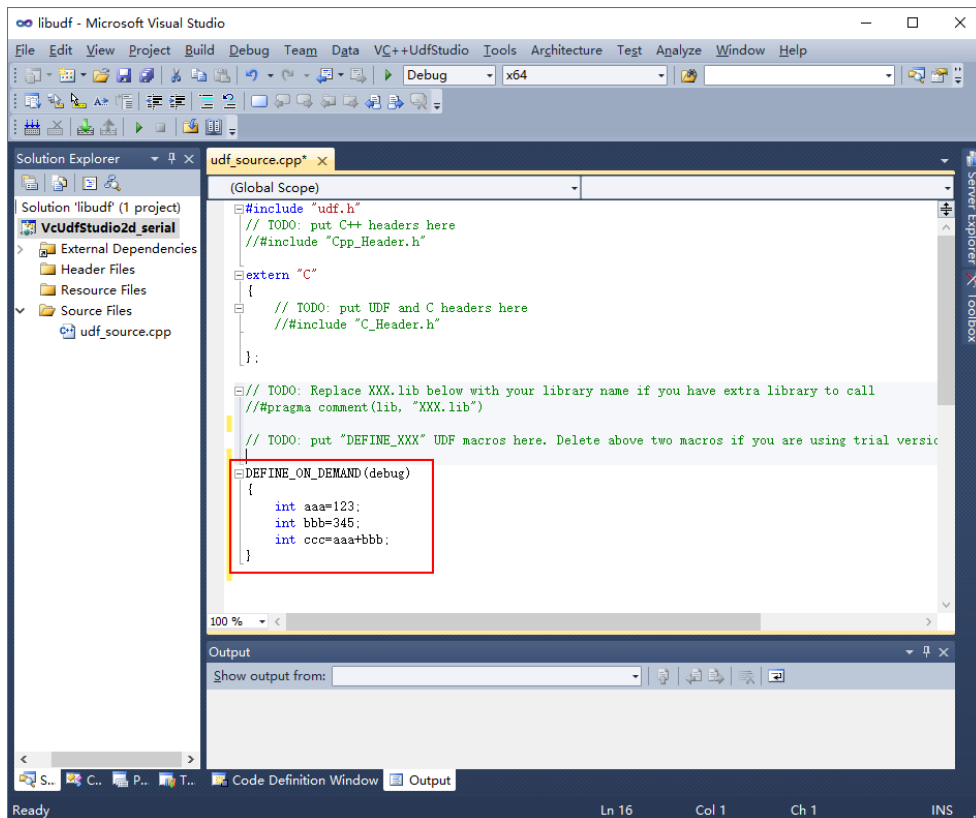 libudf - Microsoft Visual Studio
File Edit View Project Build Debug Team Data VC++UdfStudio Tools Architecture Test Analyze Window Help
Debug x64
Solution Explorer
Solution 'libudf' (1 project)
VcUdfStudio2d_serial
External Dependencies
Header Files
Resource Files
Source Files
udf_source.cpp
udf_source.cpp*
(Global Scope)
#include "udf.h"
// TODO: put C++ headers here
//#include "Cpp_Header.h"
extern "C"
{
// TODO: put UDF and C headers here
//#include "C_Header.h"
};
// TODO: Replace XXX.lib below with your library name if you have extra library to call
//#pragma comment(lib, "XXX.lib")
// TODO: put "DEFINE_XXX" UDF macros here. Delete above two macros if you are using trial versic
DEFINE_ON_DEMAND(debug)
{
int aaa=123;
int bbb=345;
int ccc=aaa+bbb;
}
100 %
Server Explorer
Toolbox
Output
Show output from:
S... C... P... T...
Code Definition Window Output
Ready Ln 16 Col 1 Ch 1 INS